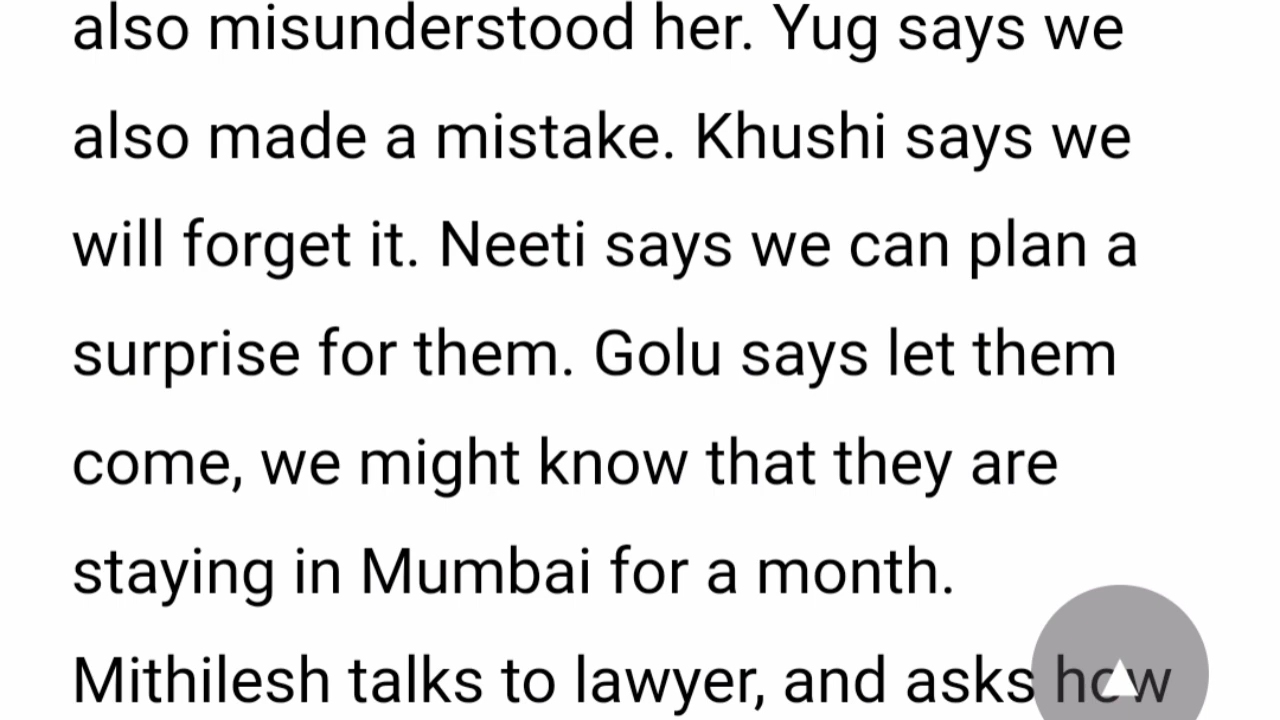 also misunderstood her. Yug says we
also made a mistake. Khushi says we
will forget it. Neeti says we can plan a
surprise for them. Golu says let them
come, we might know that they are
staying in Mumbai for a month.
Mithilesh talks to lawyer, and asks how